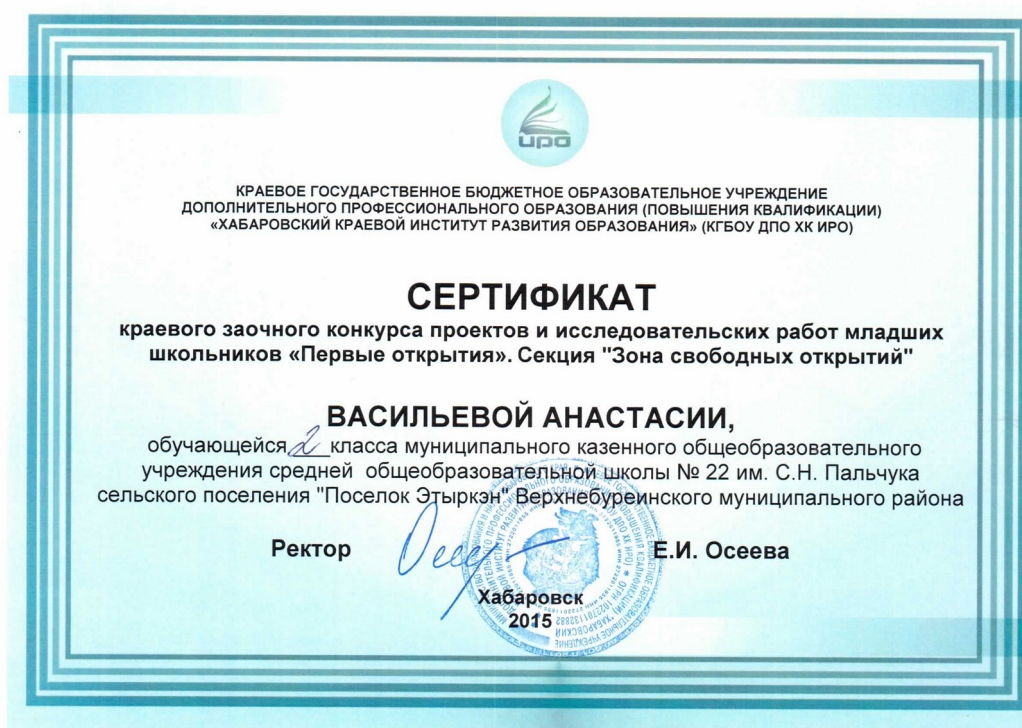 ИРО
КРАЕВОЕ ГОСУДАРСТВЕННОЕ БЮДЖЕТНОЕ ОБРАЗОВАТЕЛЬНОЕ УЧРЕЖДЕНИЕ
ДОПОЛНИТЕЛЬНОГО ПРОФЕССИОНАЛЬНОГО ОБРАЗОВАНИЯ (ПОВЫШЕНИЯ КВАЛИФИКАЦИИ)
«ХАБАРОВСКИЙ КРАЕВОЙ ИНСТИТУТ РАЗВИТИЯ ОБРАЗОВАНИЯ» (КГБОУ ДПО ХК ИРО)
СЕРТИФИКАТ
краевого заочного конкурса проектов и исследовательских работ младших
школьников «Первые открытия». Секция "Зона свободных открытий"
ВАСИЛЬЕВОЙ АНАСТАСИИ,
обучающейся 2 класса муниципального казенного общеобразовательного
учреждения средней общеобразовательной школы № 22 им. С.Н. Пальчука
сельского поселения "Поселок Этыркэн" Верхнебуреинского муниципального района
Ректор Е.И. Осеева
Хабаровск
2015